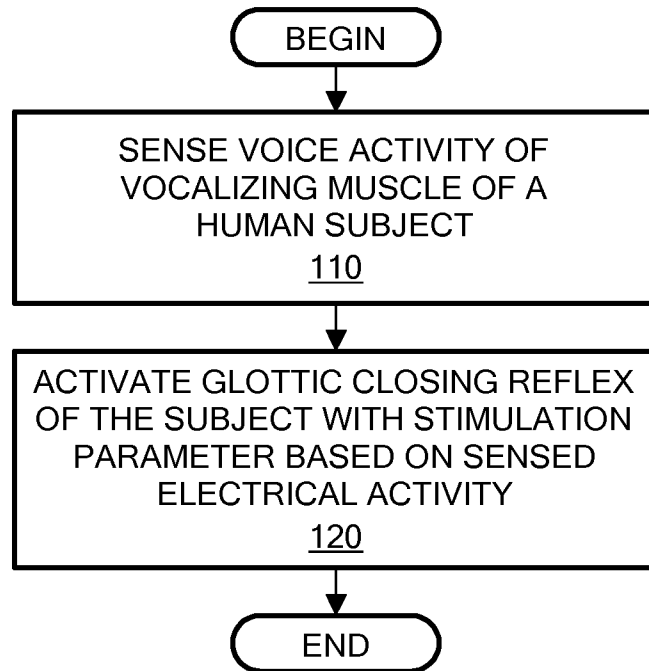 BEGIN
SENSE VOICE ACTIVITY OF
VOCALIZING MUSCLE OF A
HUMAN SUBJECT
110
ACTIVATE GLOTTIC CLOSING REFLEX
OF THE SUBJECT WITH STIMULATION
PARAMETER BASED ON SENSED
ELECTRICAL ACTIVITY
120
END